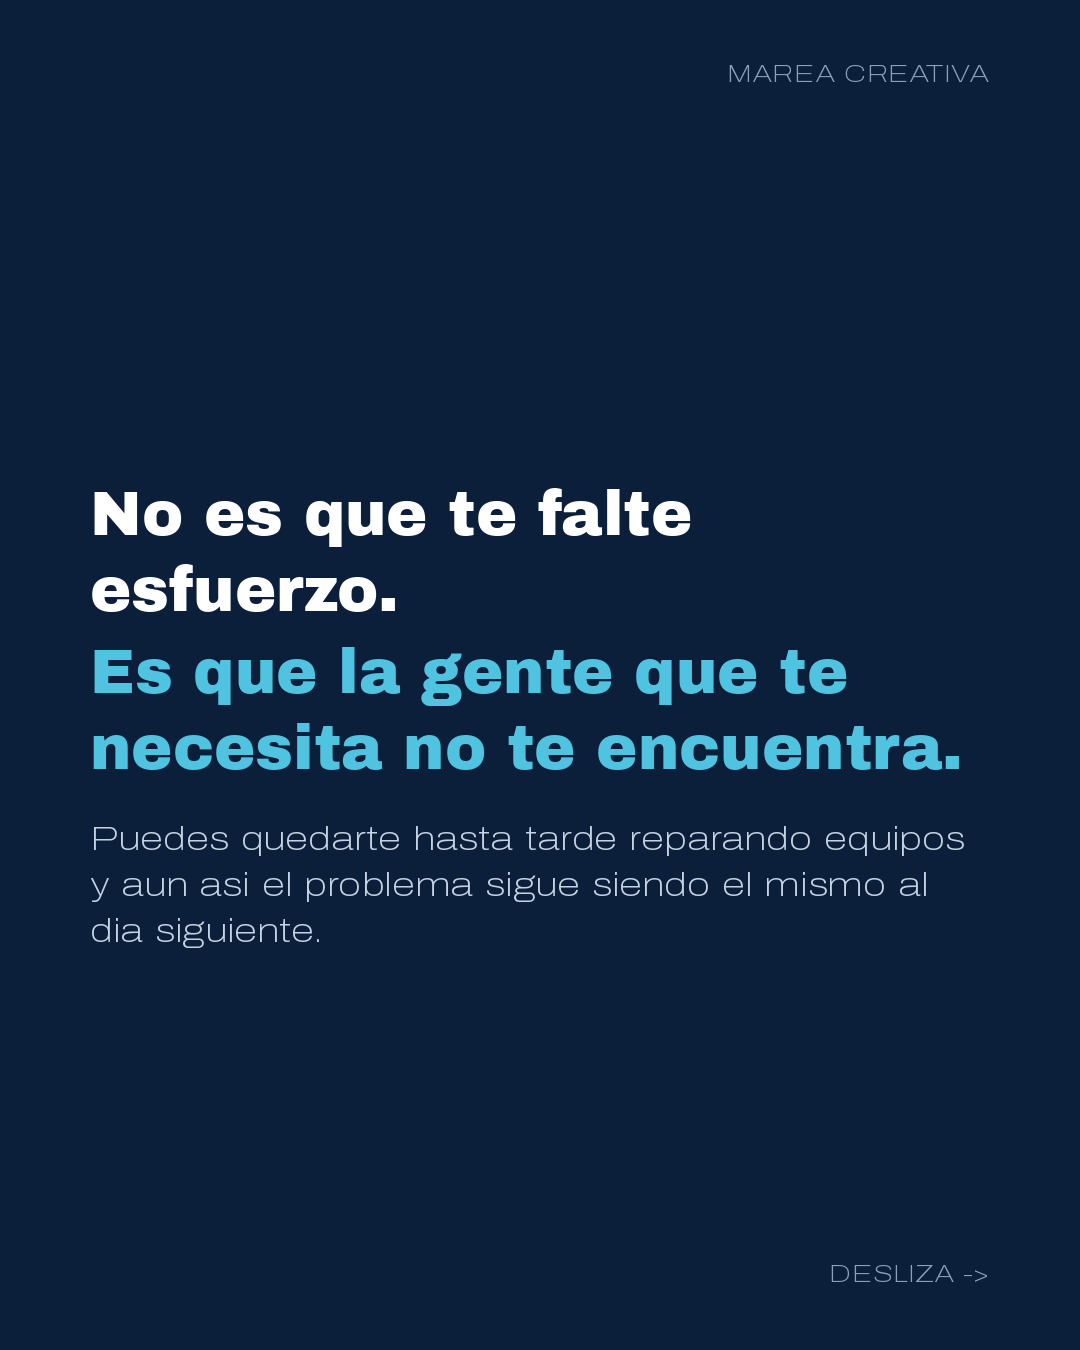 MAREA CREATIVA
No es que te falte
esfuerzo.
Es que la gente que te
necesita no te encuentra.
Puedes quedarte hasta tarde reparando equipos
y aun asi el problema sigue siendo el mismo al
dia siguiente.
DESLIZA ->